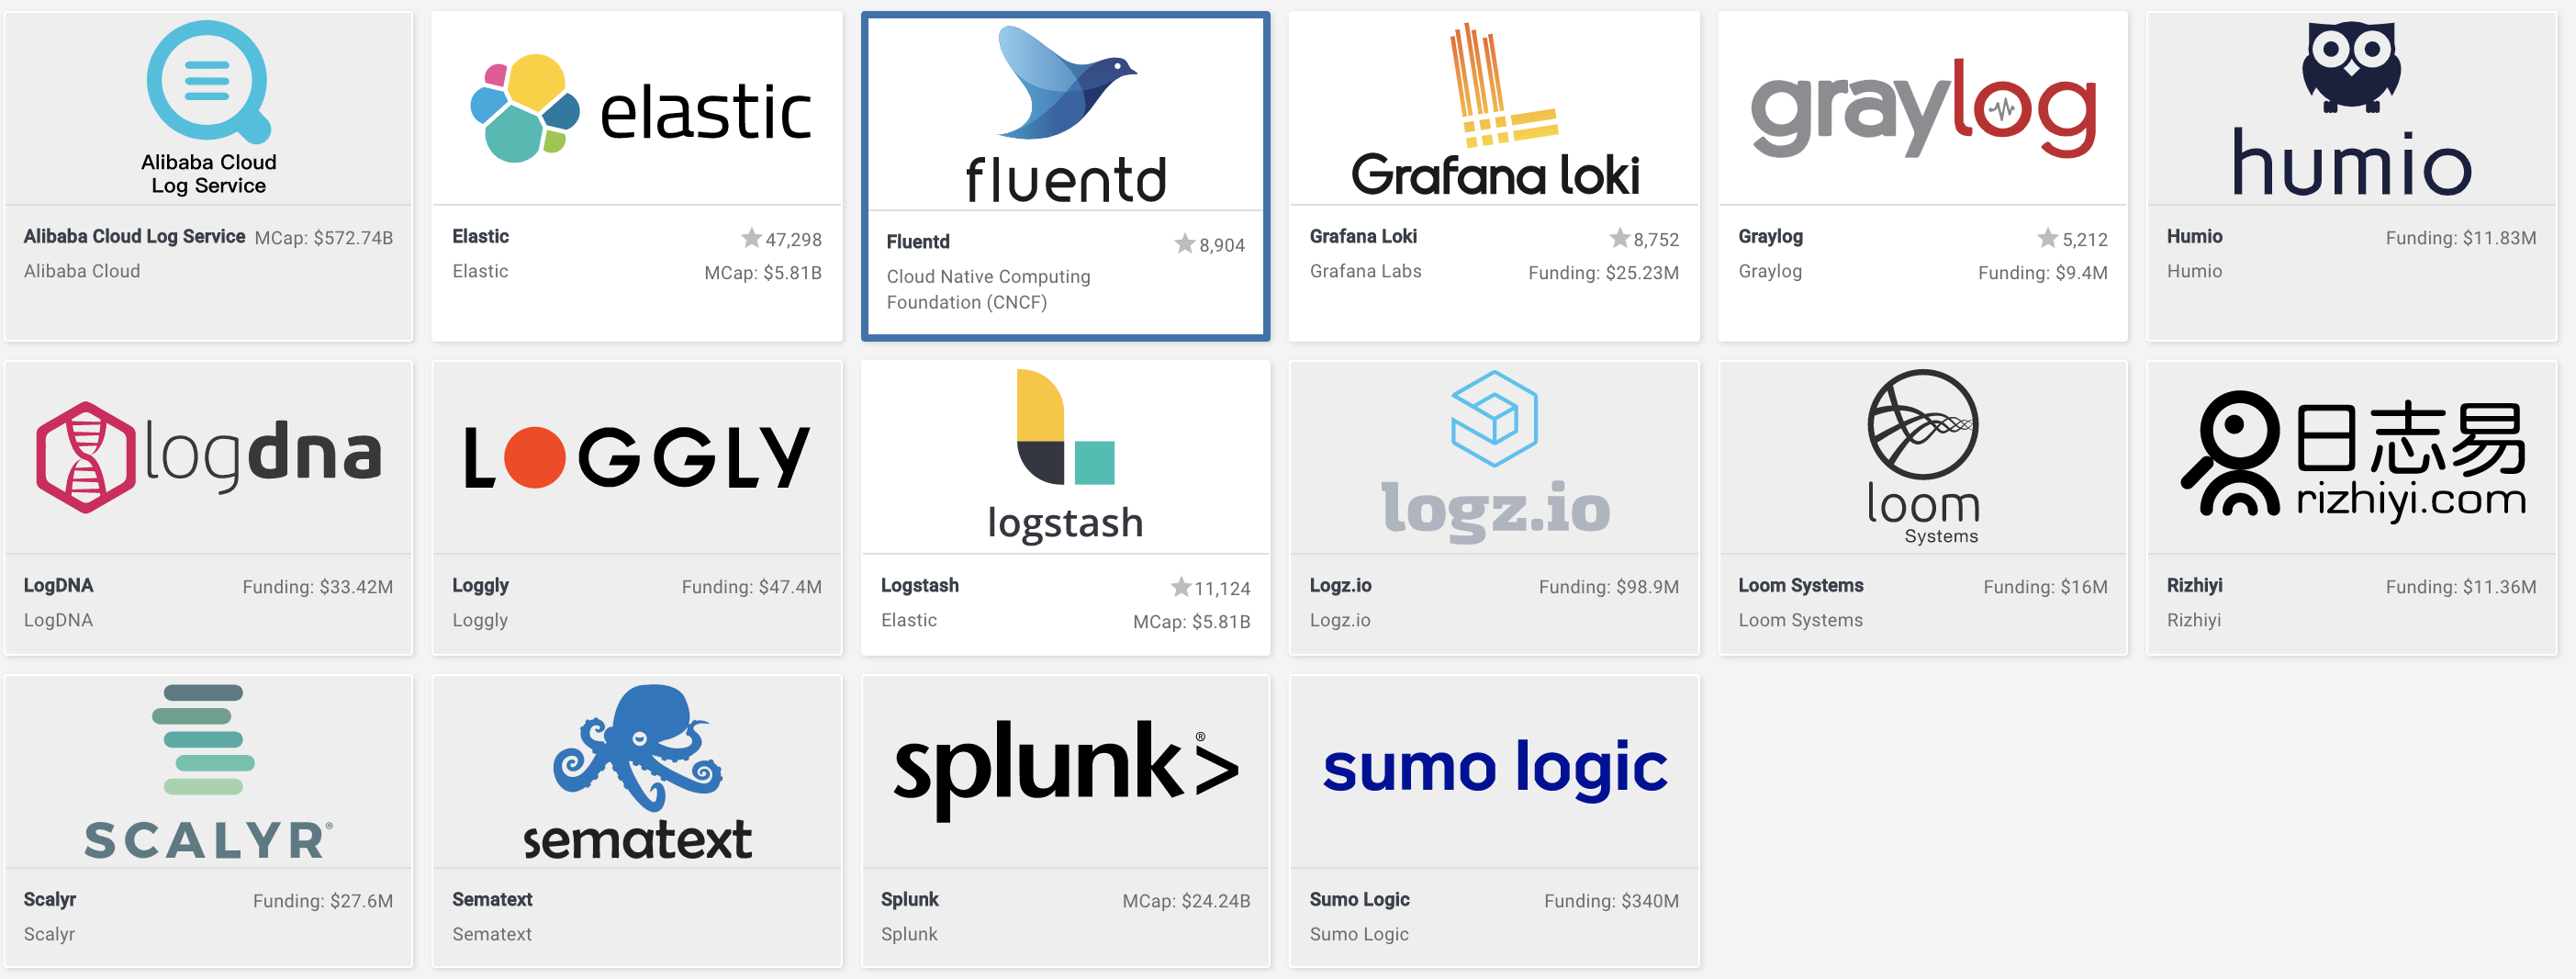 Alibaba Cloud
Log Service
Alibaba Cloud Log Service MCap: $572.74B
Alibaba Cloud
elastic
Elastic 47,298
Elastic MCap: $5.81B
fluentd
Fluentd 8,904
Cloud Native Computing
Foundation (CNCF)
Grafana loki
Grafana Loki 8,752
Grafana Labs Funding: $25.23M
graylog
Graylog 5,212
Graylog Funding: $9.4M
humio
Humio Funding: $11.83M
Humio
logdna
LogDNA Funding: $33.42M
LogDNA
LOGGLY
Loggly Funding: $47.4M
Loggly
logstash
Logstash 11,124
Elastic MCap: $5.81B
logz.io
Logz.io Funding: $98.9M
Logz.io
loom
Systems
Loom Systems Funding: $16M
Loom Systems
日志易
rizhiyi.com
Rizhiyi Funding: $11.36M
Rizhiyi
SCALYR®
Scalyr Funding: $27.6M
Scalyr
sematext
Sematext
Sematext
splunk>®
Splunk MCap: $24.24B
Splunk
sumo logic
Sumo Logic Funding: $340M
Sumo Logic